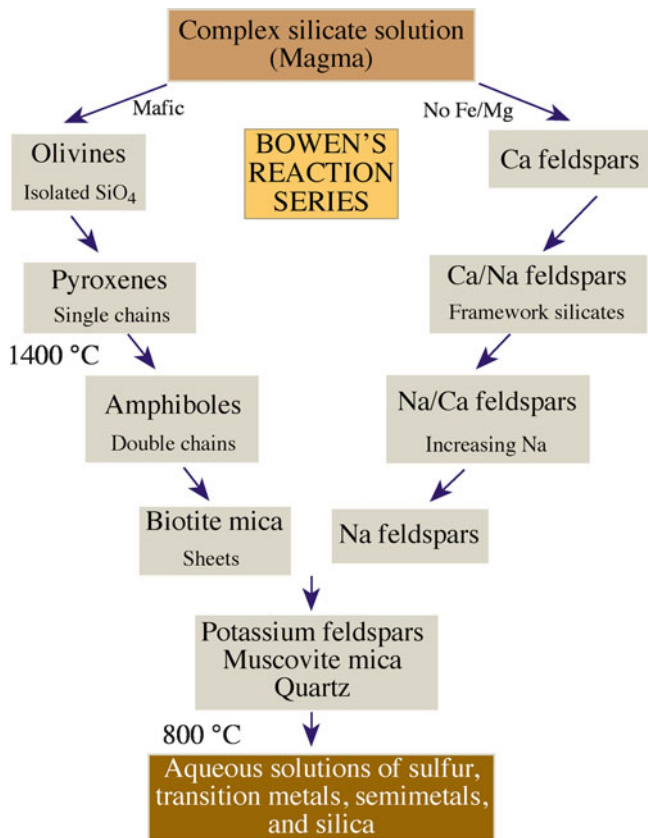 Complex silicate solution
(Magma)
Mafic
No Fe/Mg
BOWEN'S
REACTION
SERIES
Olivines
Isolated SiO₄
Ca feldspars
Pyroxenes
Single chains
Ca/Na feldspars
Framework silicates
1400 °C
Amphiboles
Double chains
Na/Ca feldspars
Increasing Na
Biotite mica
Sheets
Na feldspars
Potassium feldspars
Muscovite mica
Quartz
800 °C
Aqueous solutions of sulfur,
transition metals, semimetals,
and silica